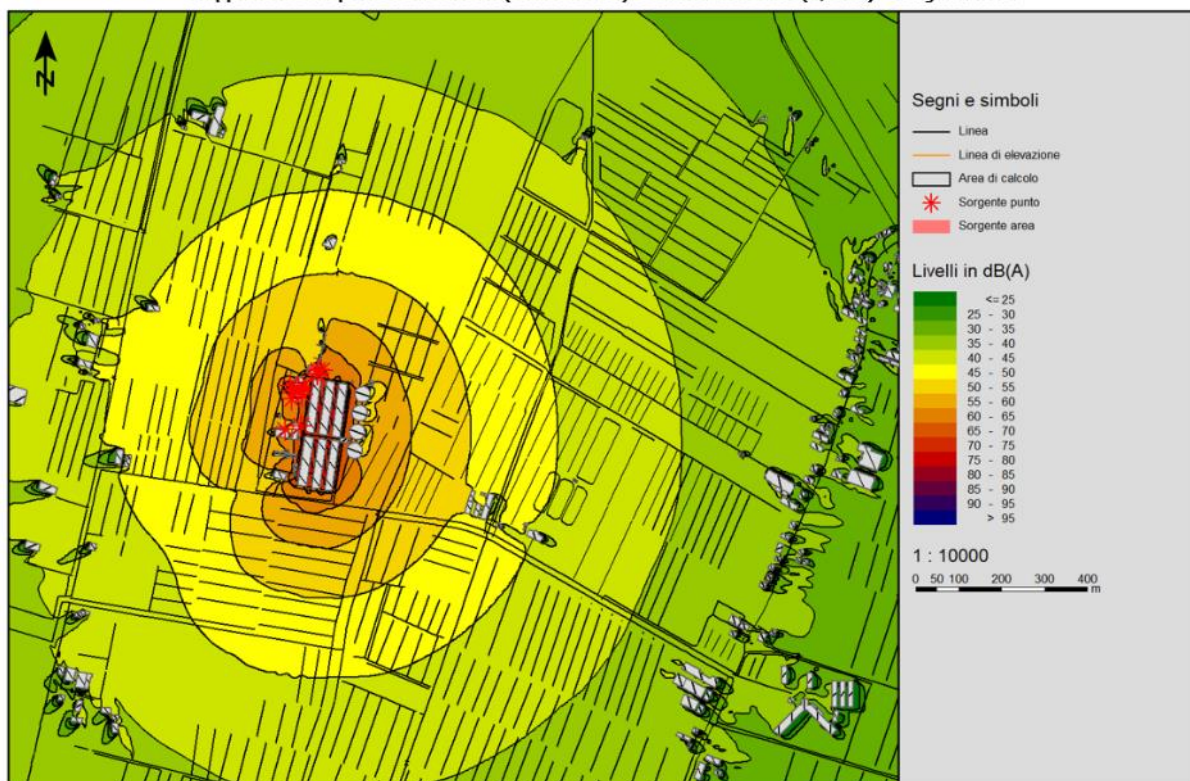 N
Segni e simboli
Linea
Linea di elevazione
Area di calcolo
Sorgente punto
Sorgente area
Livelli in dB(A)
<= 25
25 - 30
30 - 35
35 - 40
40 - 45
45 - 50
50 - 55
55 - 60
60 - 65
65 - 70
70 - 75
75 - 80
80 - 85
85 - 90
90 - 95
> 95
1 : 10000
0 50 100 200 300 400
m